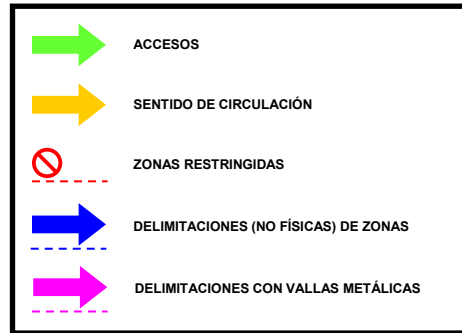 ACCESOS
SENTIDO DE CIRCULACIÓN
ZONAS RESTRINGIDAS
DELIMITACIONES (NO FÍSICAS) DE ZONAS
DELIMITACIONES CON VALLAS METÁLICAS